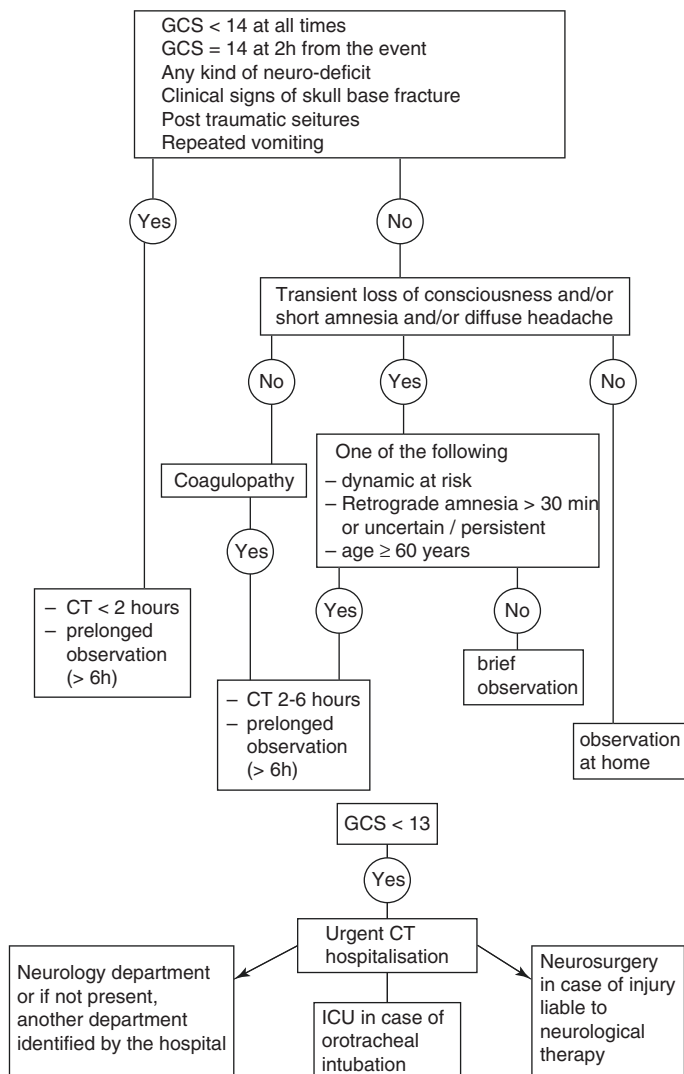 GCS < 14 at all times
GCS = 14 at 2h from the event
Any kind of neuro-deficit
Clinical signs of skull base fracture
Post traumatic seitures
Repeated vomiting
Yes
No
Transient loss of consciousness and/or
short amnesia and/or diffuse headache
No
Yes
No
Coagulopathy
One of the following
– dynamic at risk
– Retrograde amnesia > 30 min
or uncertain / persistent
– age ≥ 60 years
Yes
– CT < 2 hours
– prolonged
observation
(> 6h)
Yes
No
– CT 2-6 hours
– prolonged
observation
(> 6h)
brief
observation
observation
at home
GCS < 13
Yes
Urgent CT
hospitalisation
Neurology department
or if not present,
another department
identified by the hospital
ICU in case of
orotracheal
intubation
Neurosurgery
in case of injury
liable to
neurological
therapy